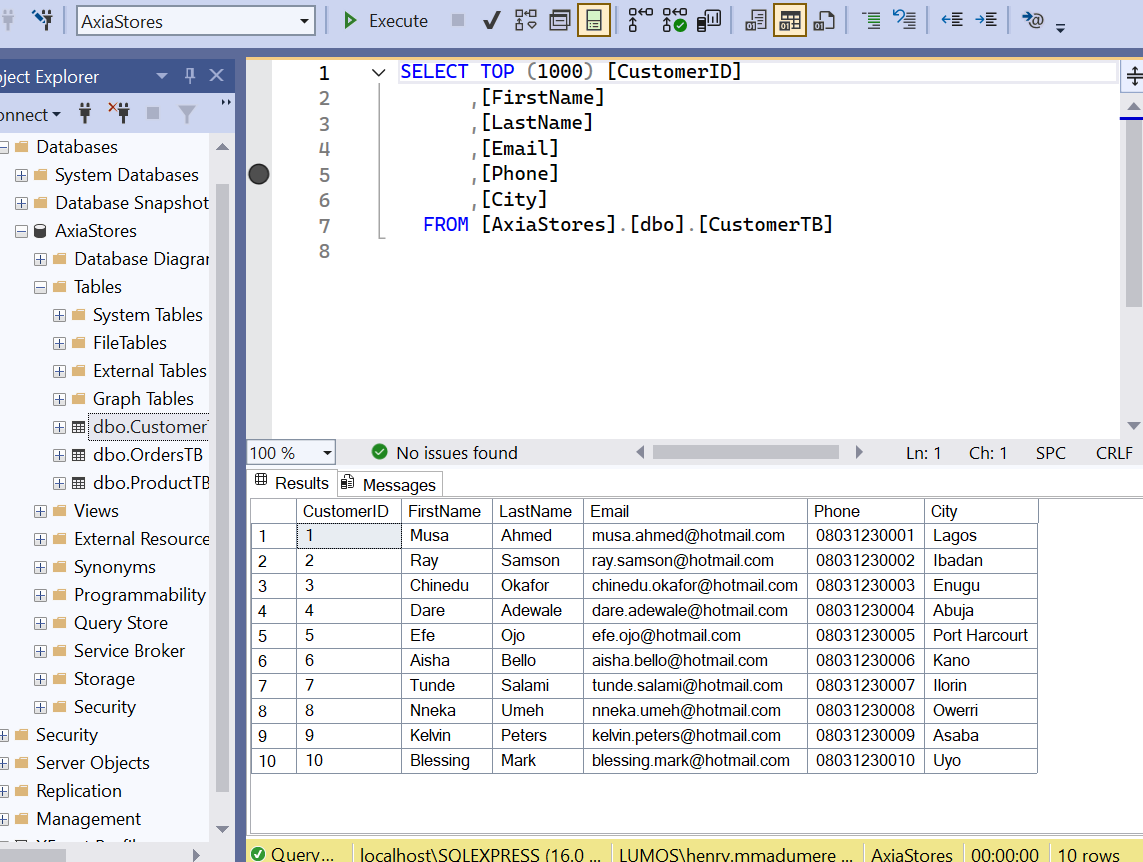 AxiaStores
Execute
ject Explorer
onnect
Databases
System Databases
Database Snapshot
AxiaStores
Database Diagrar
Tables
System Tables
FileTables
External Tables
Graph Tables
dbo.Customer
dbo.OrdersTB
dbo.ProductTB
Views
External Resource
Synonyms
Programmability
Query Store
Service Broker
Storage
Security
Security
Server Objects
Replication
Management
1 SELECT TOP (1000) [CustomerID]
2 ,[FirstName]
3 ,[LastName]
4 ,[Email]
5 ,[Phone]
6 ,[City]
7 FROM [AxiaStores].[dbo].[CustomerTB]
8
100 % No issues found Ln: 1 Ch: 1 SPC CRLF
Results Messages
CustomerID FirstName LastName Email Phone City
1 1 Musa Ahmed musa.ahmed@hotmail.com 08031230001 Lagos
2 2 Ray Samson ray.samson@hotmail.com 08031230002 Ibadan
3 3 Chinedu Okafor chinedu.okafor@hotmail.com 08031230003 Enugu
4 4 Dare Adewale dare.adewale@hotmail.com 08031230004 Abuja
5 5 Efe Ojo efe.ojo@hotmail.com 08031230005 Port Harcourt
6 6 Aisha Bello aisha.bello@hotmail.com 08031230006 Kano
7 7 Tunde Salami tunde.salami@hotmail.com 08031230007 Ilorin
8 8 Nneka Umeh nneka.umeh@hotmail.com 08031230008 Owerri
9 9 Kelvin Peters kelvin.peters@hotmail.com 08031230009 Asaba
10 10 Blessing Mark blessing.mark@hotmail.com 08031230010 Uyo
Query... localhost\SQLEXPRESS (16.0 ... LUMOS\henry.mmadumere ... AxiaStores 00:00:00 10 rows